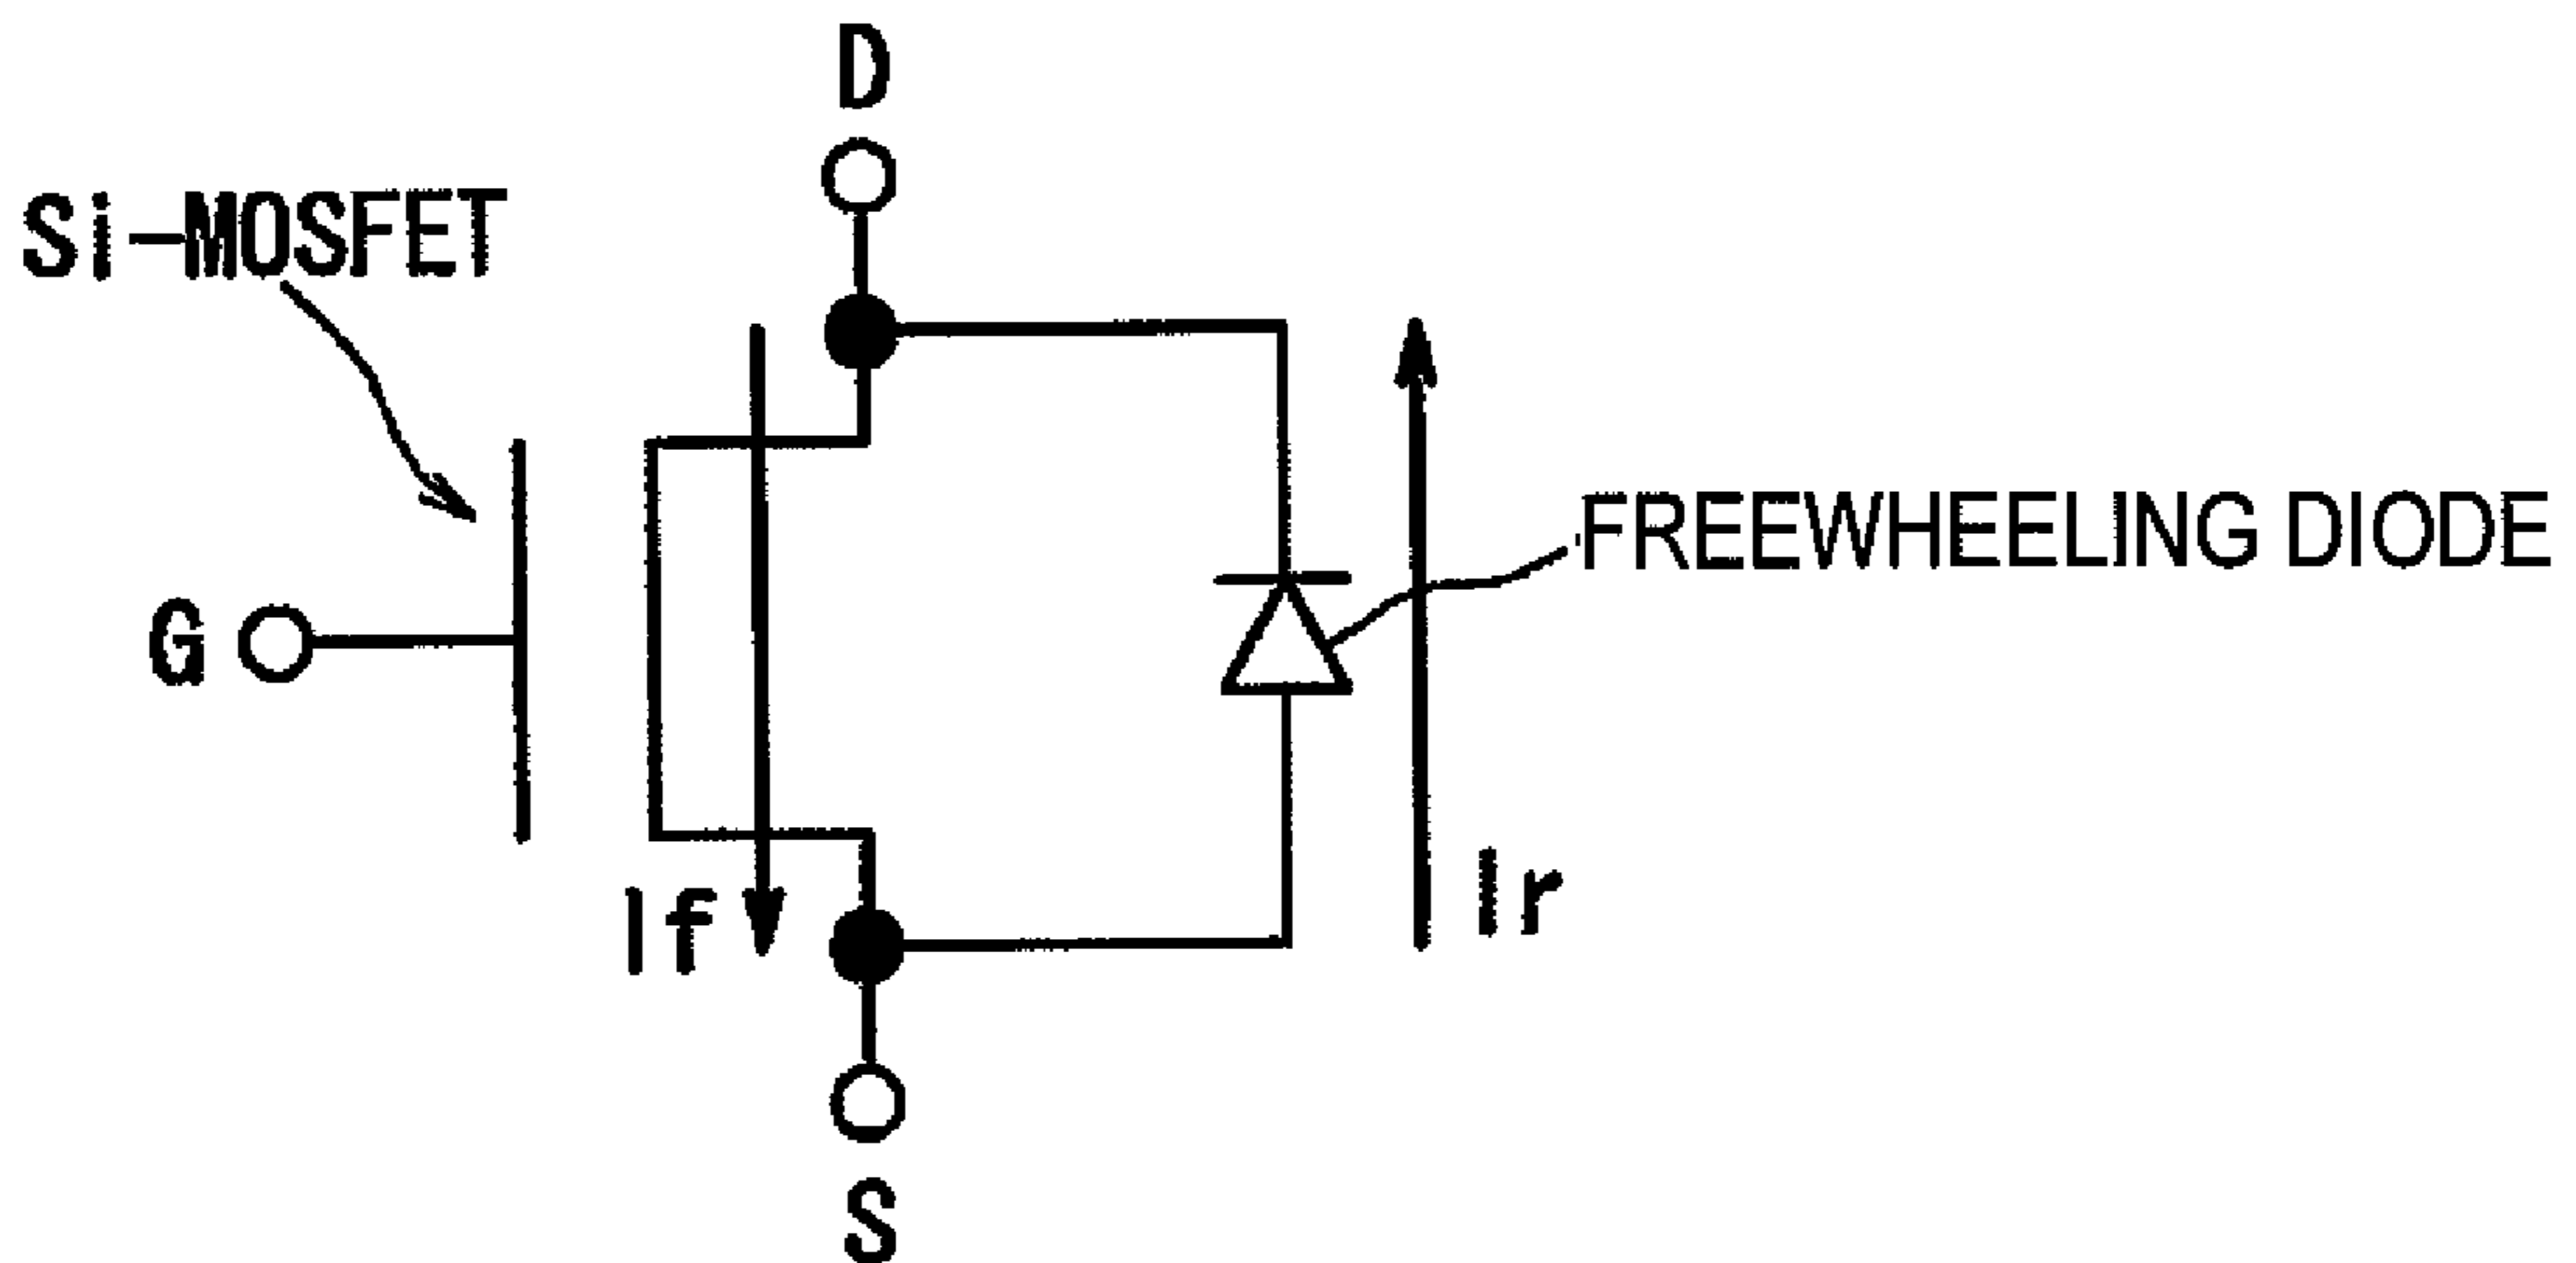 D
Si-MOSFET
FREEWHEELING DIODE
G
If
Ir
S